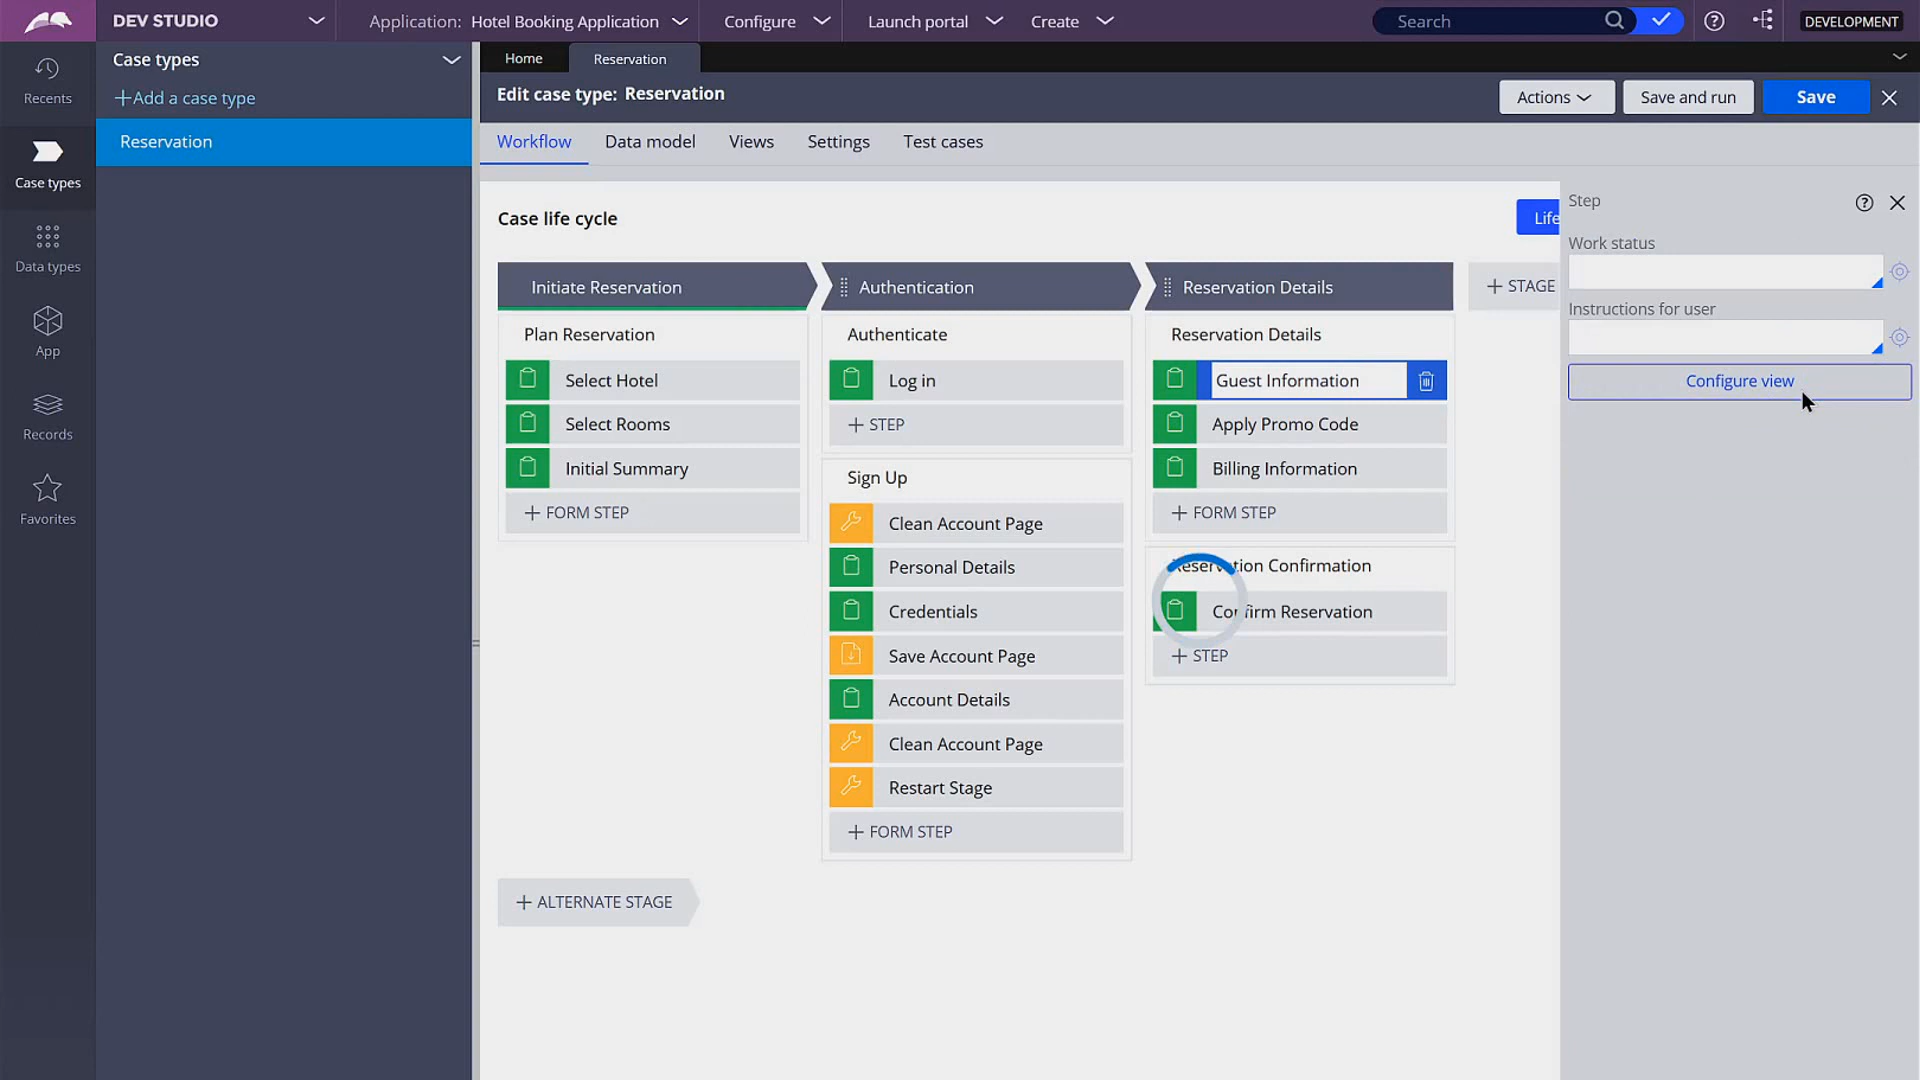 DEV STUDIO
Application: Hotel Booking Application
Configure
Launch portal
Create
Search
DEVELOPMENT
Recents
Case types
Data types
App
Records
Favorites
Case types
+Add a case type
Reservation
Home
Reservation
Edit case type: Reservation
Actions
Save and run
Save
Workflow
Data model
Views
Settings
Test cases
Case life cycle
Life
Initiate Reservation
Plan Reservation
Select Hotel
Select Rooms
Initial Summary
+ FORM STEP
Authentication
Authenticate
Log in
+ STEP
Sign Up
Clean Account Page
Personal Details
Credentials
Save Account Page
Account Details
Clean Account Page
Restart Stage
+ FORM STEP
Reservation Details
Reservation Details
Guest Information
Apply Promo Code
Billing Information
+ FORM STEP
Reservation Confirmation
Confirm Reservation
+ STEP
+ STAGE
+ ALTERNATE STAGE
Step
Work status
Instructions for user
Configure view